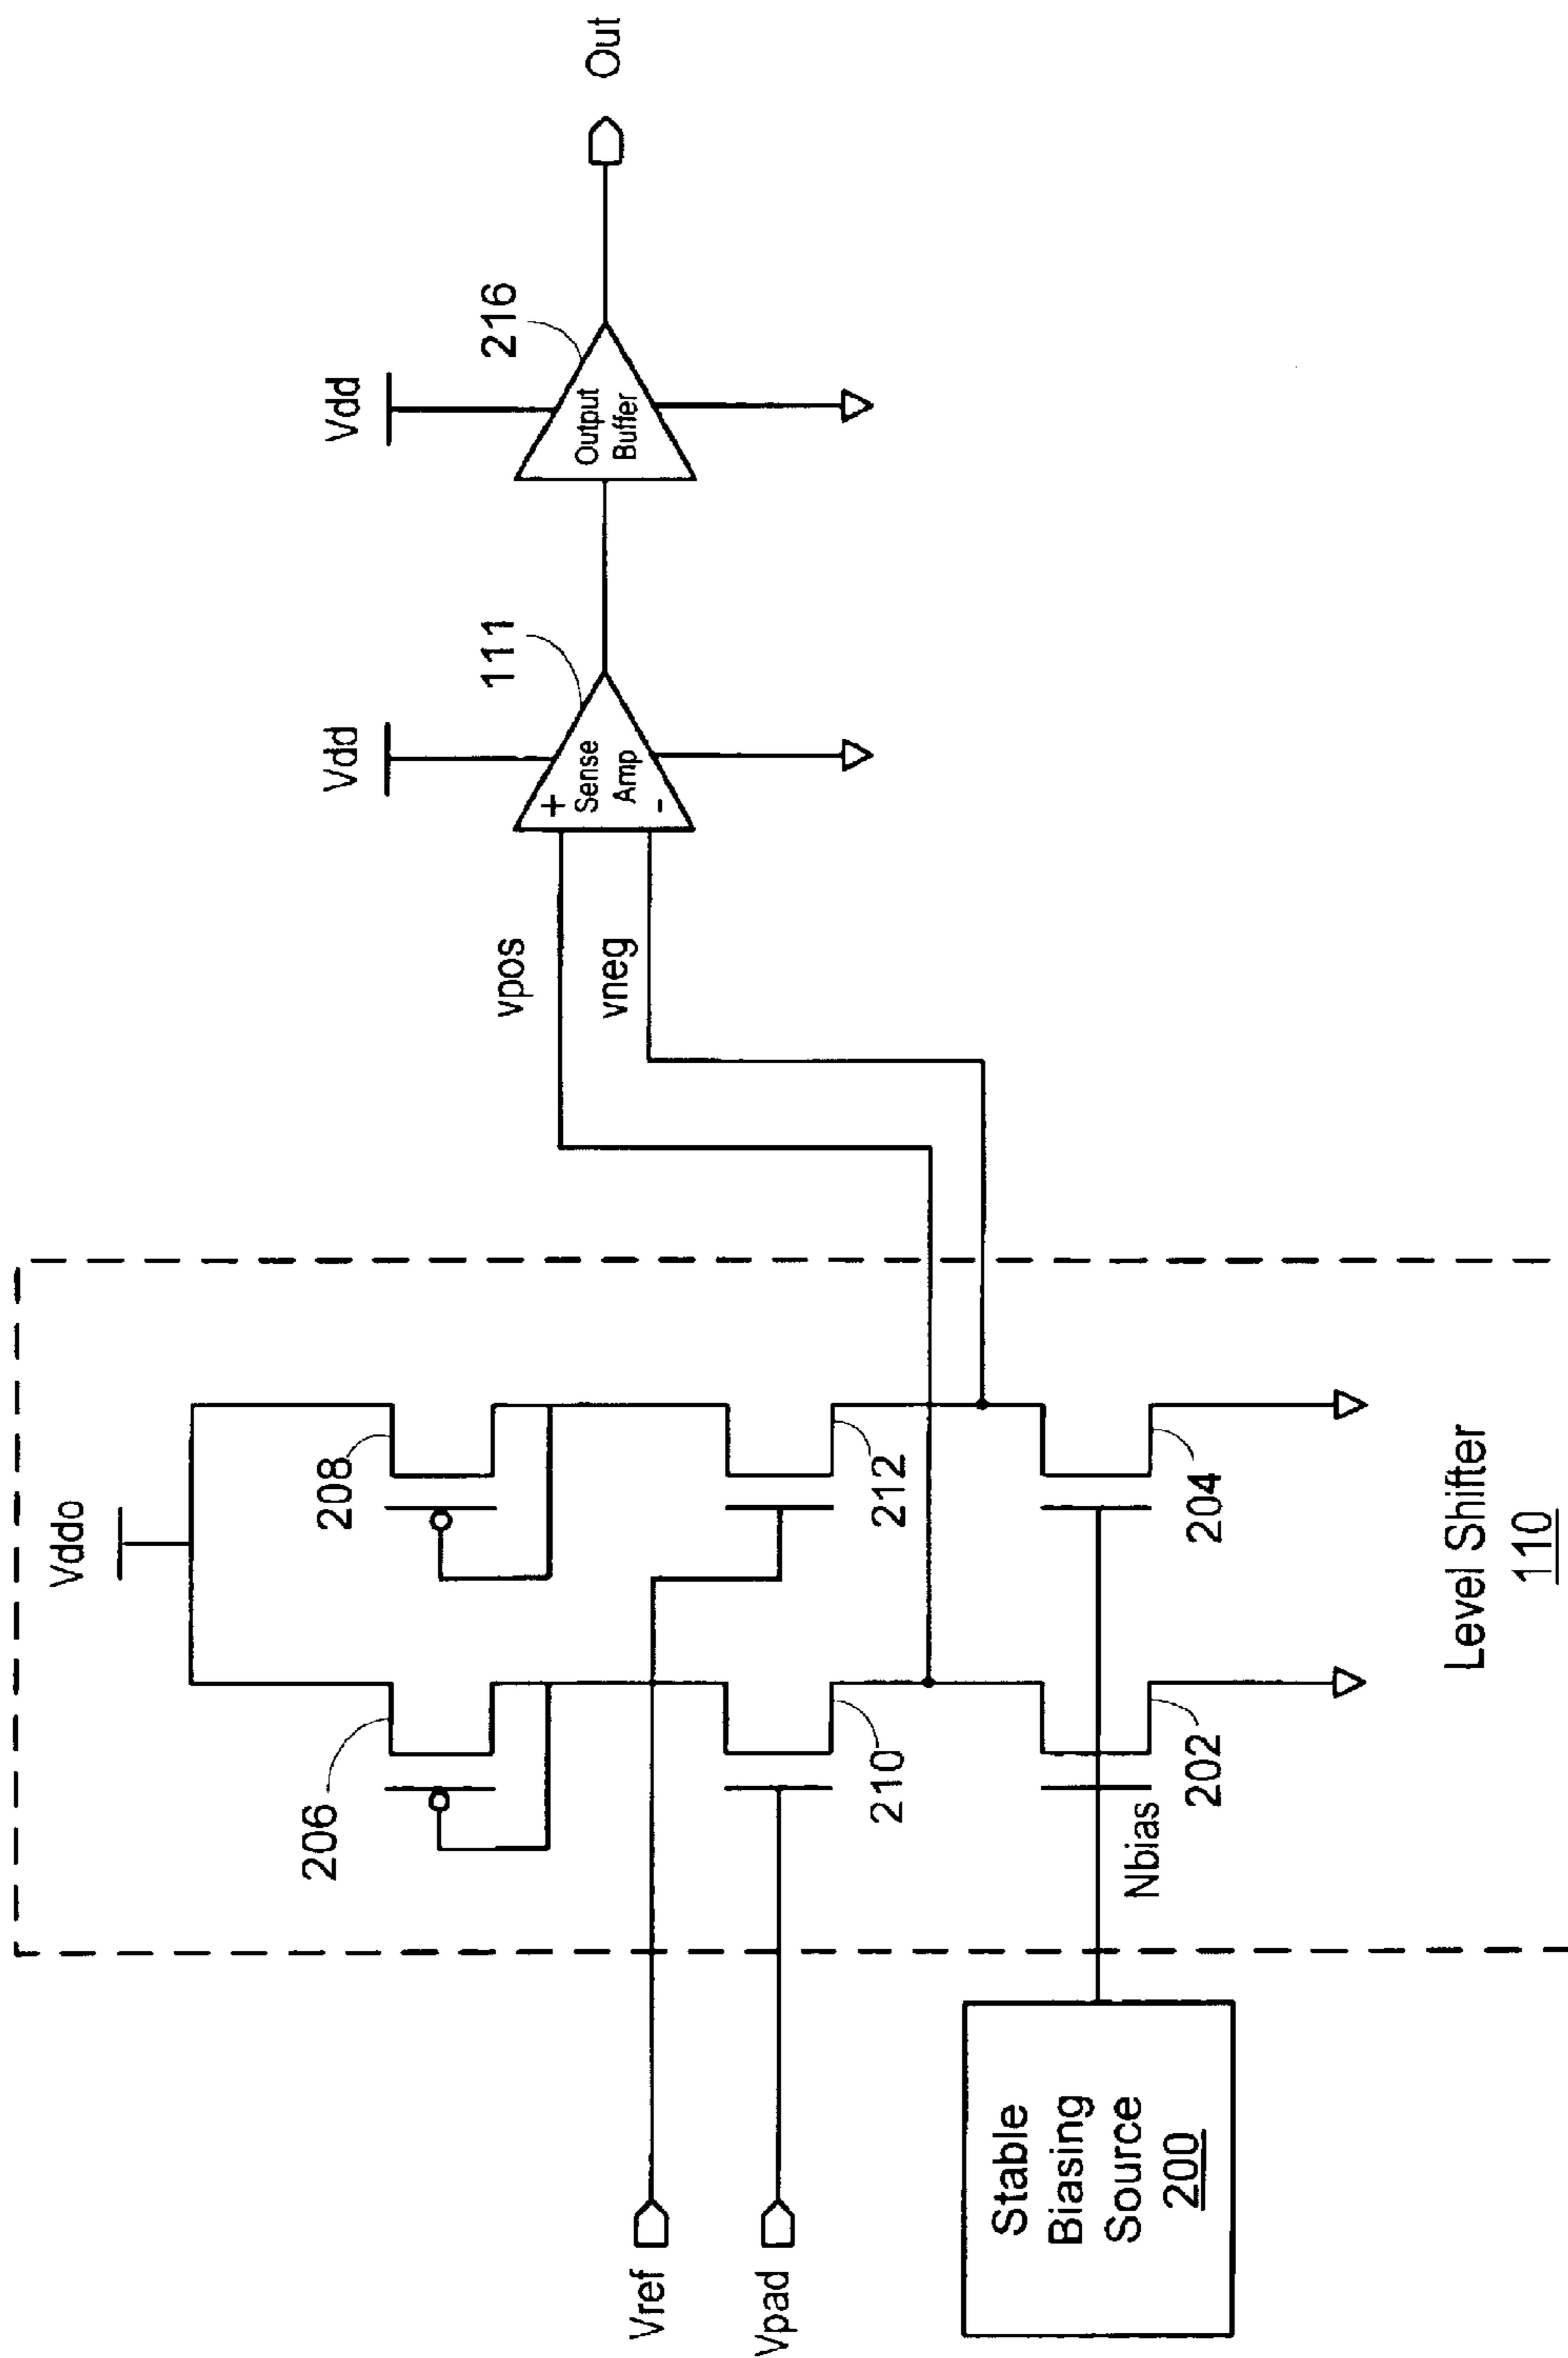 Vddo
206
208
Vref
Vpad
210
212
Nbias
202
204
Stable
Biasing
Source
200
Level Shifter
110
vpos
vneg
Vdd
111
+
Sense
Amp
-
Vdd
216
Output
Buffer
Out